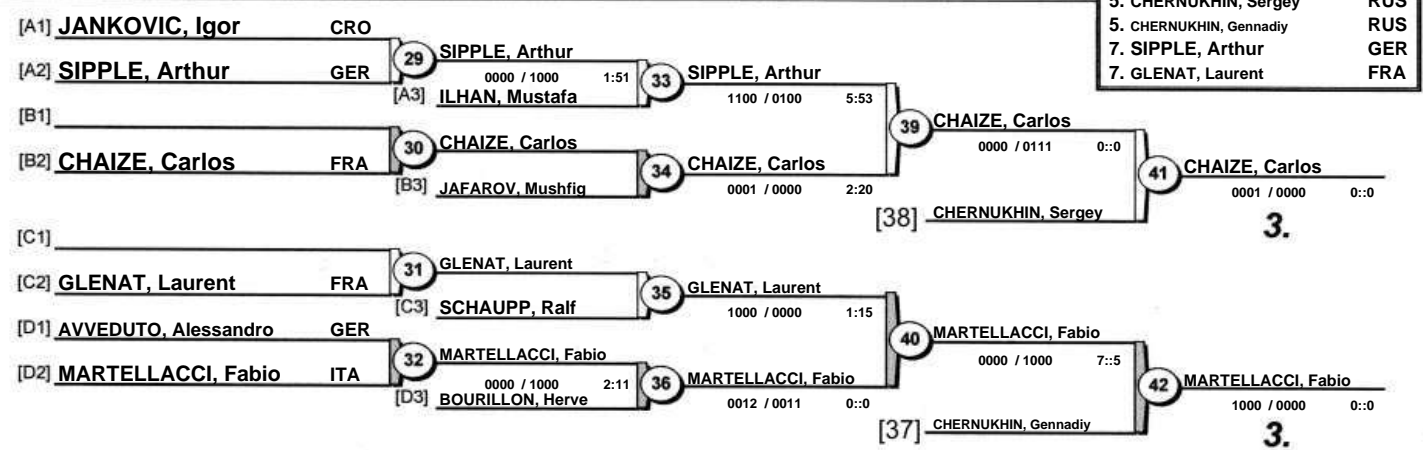 5. CHERNUKHIN, Sergey RUS
5. CHERNUKHIN, Gennadiy RUS
7. SIPPLE, Arthur GER
7. GLENAT, Laurent FRA
[A1] JANKOVIC, Igor CRO
29 SIPPLE, Arthur
[A2] SIPPLE, Arthur GER
0000 / 1000 1:51
33 SIPPLE, Arthur
[A3] ILHAN, Mustafa
1100 / 0100 5:53
[B1]
39 CHAIZE, Carlos
30 CHAIZE, Carlos
0000 / 0111 0::0
[B2] CHAIZE, Carlos FRA
34 CHAIZE, Carlos
41 CHAIZE, Carlos
[B3] JAFAROV, Mushfig
0001 / 0000 2:20
0001 / 0000 0::0
[38] CHERNUKHIN, Sergey
3.
[C1]
31 GLENAT, Laurent
[C2] GLENAT, Laurent FRA
35 GLENAT, Laurent
[C3] SCHAUPP, Ralf
1000 / 0000 1:15
[D1] AVVEDUTO, Alessandro GER
40 MARTELLACCI, Fabio
32 MARTELLACCI, Fabio
0000 / 1000 7::5
[D2] MARTELLACCI, Fabio ITA
0000 / 1000 2:11
36 MARTELLACCI, Fabio
42 MARTELLACCI, Fabio
[D3] BOURILLON, Herve
0012 / 0011 0::0
1000 / 0000 0::0
[37] CHERNUKHIN, Gennadiy
3.